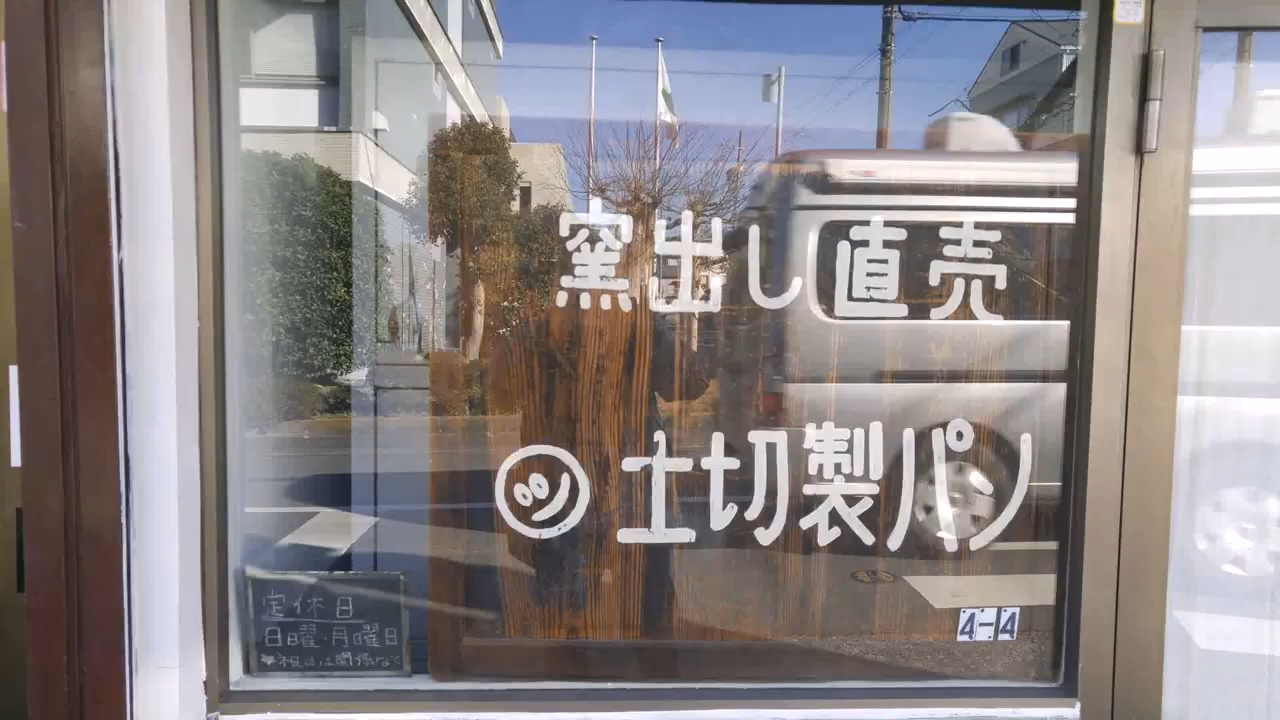 窯出し直売
ツ 土切製パン
定休日
日曜・月曜日
4-4